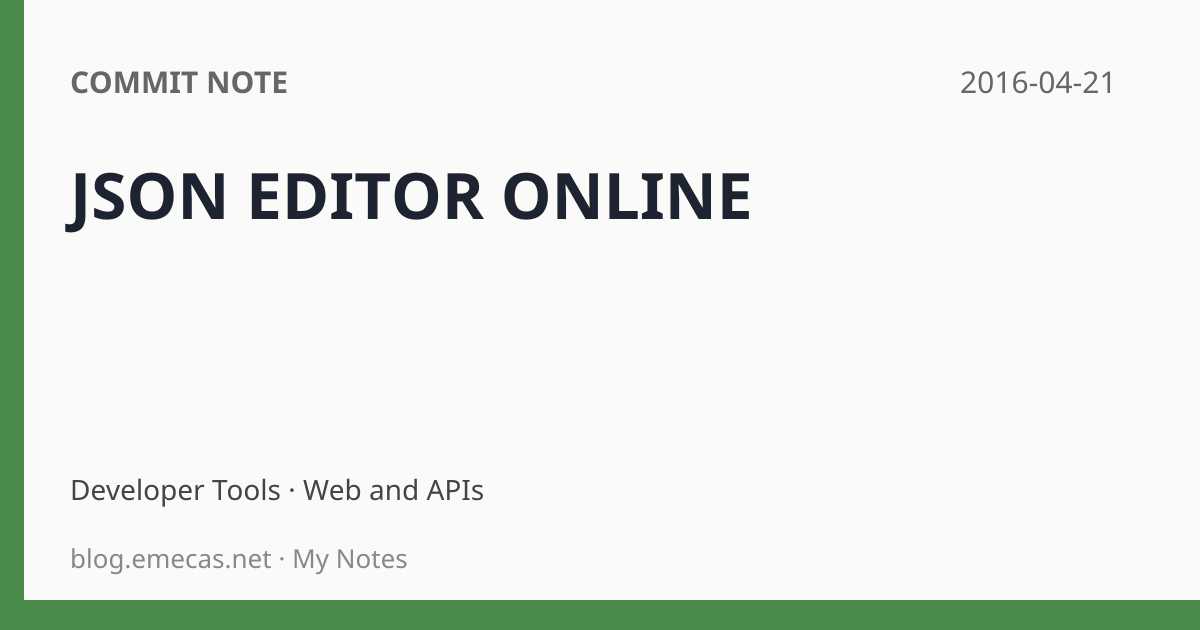 COMMIT NOTE
2016-04-21
JSON EDITOR ONLINE
Developer Tools · Web and APIs
blog.emecas.net · My Notes